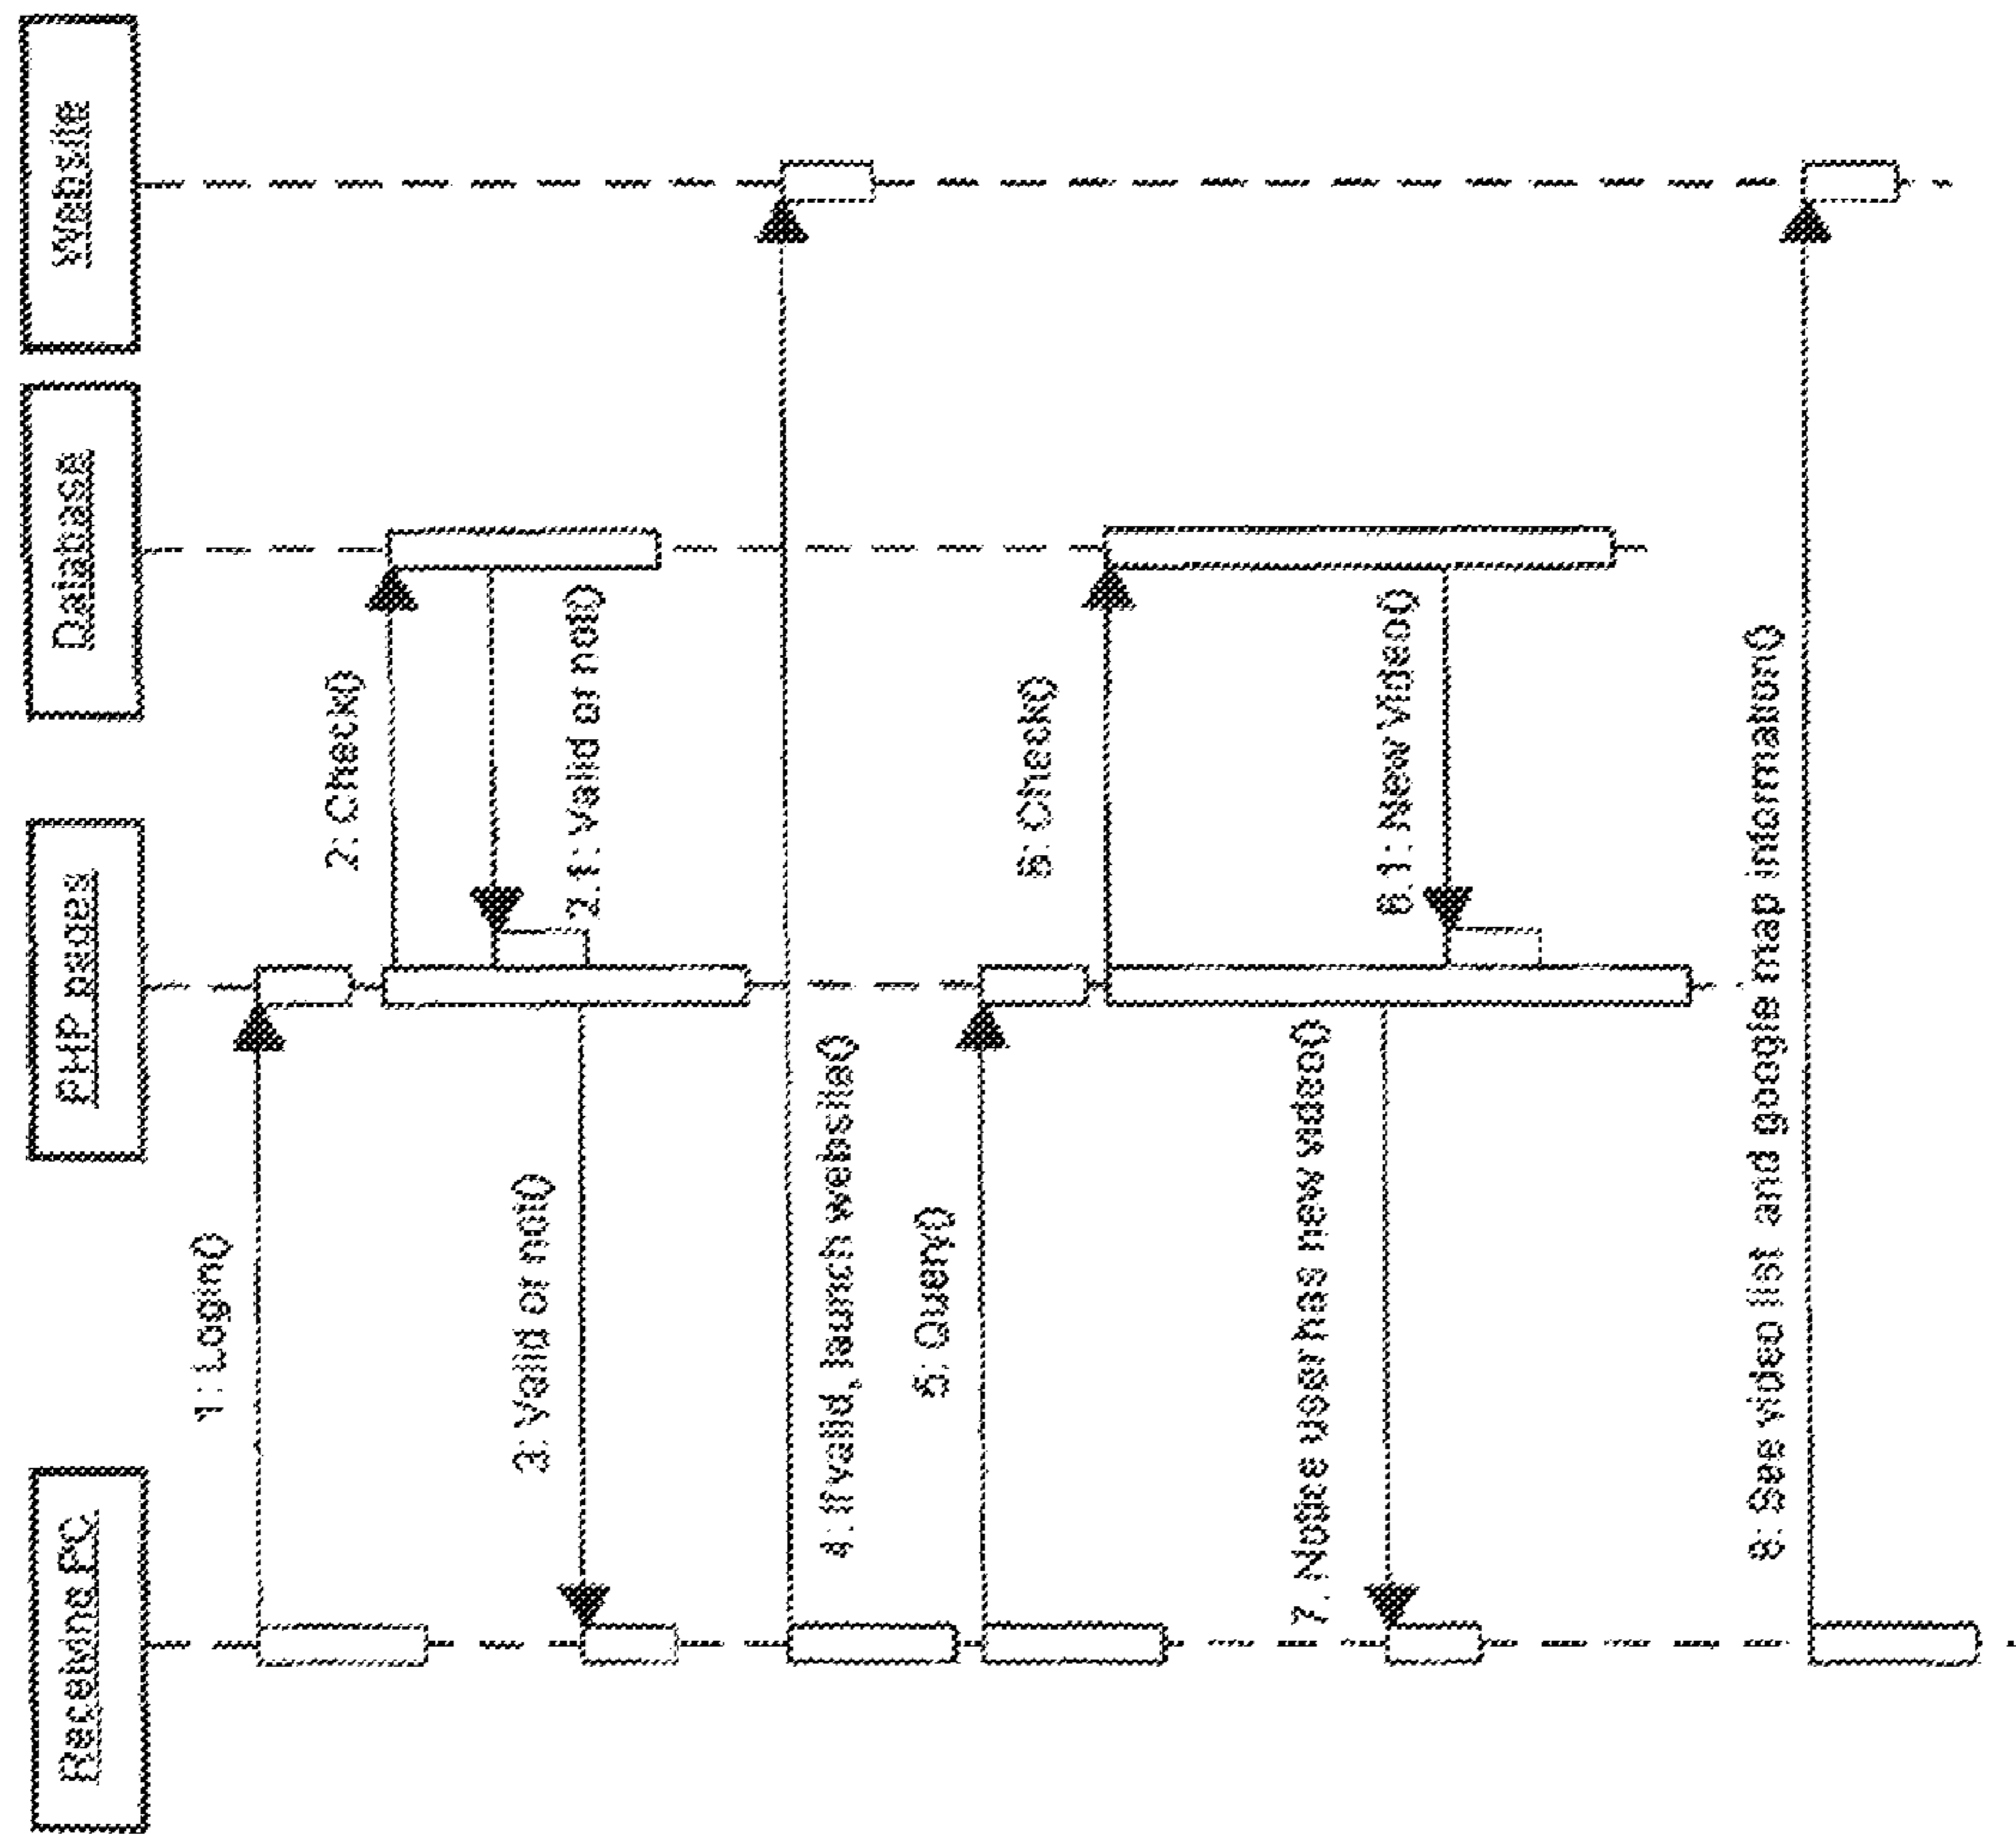 Receiving PC
PHP pages
Database
Website
1: Login()
2: Check()
2.1: Valid or not()
3: Valid or not()
4: If valid, launch website()
5: Query()
6: Check()
6.1: New Video()
7: Notice user has new video()
8: See video list and google map information()